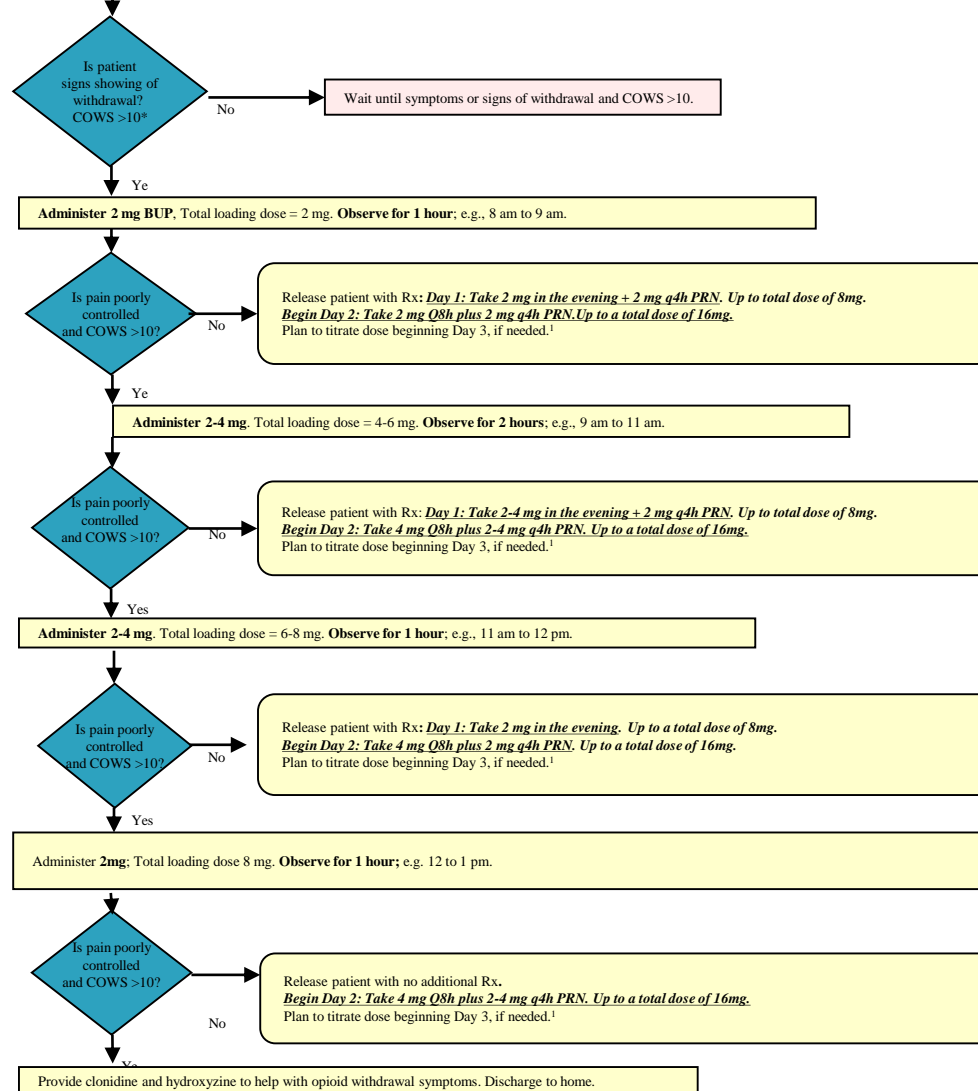 Is patient
signs showing of
withdrawal?
COWS >10*
No
Wait until symptoms or signs of withdrawal and COWS >10.
Ye
Administer 2 mg BUP, Total loading dose = 2 mg. Observe for 1 hour; e.g., 8 am to 9 am.
Is pain poorly
controlled
and COWS >10?
No
Release patient with Rx: Day 1: Take 2 mg in the evening + 2 mg q4h PRN. Up to total dose of 8mg.
Begin Day 2: Take 2 mg Q8h plus 2 mg q4h PRN.Up to a total dose of 16mg.
Plan to titrate dose beginning Day 3, if needed.¹
Ye
Administer 2-4 mg. Total loading dose = 4-6 mg. Observe for 2 hours; e.g., 9 am to 11 am.
Is pain poorly
controlled
and COWS >10?
No
Release patient with Rx: Day 1: Take 2-4 mg in the evening + 2 mg q4h PRN. Up to total dose of 8mg.
Begin Day 2: Take 4 mg Q8h plus 2-4 mg q4h PRN. Up to a total dose of 16mg.
Plan to titrate dose beginning Day 3, if needed.¹
Yes
Administer 2-4 mg. Total loading dose = 6-8 mg. Observe for 1 hour; e.g., 11 am to 12 pm.
Is pain poorly
controlled
and COWS >10?
No
Release patient with Rx: Day 1: Take 2 mg in the evening. Up to a total dose of 8mg.
Begin Day 2: Take 4 mg Q8h plus 2 mg q4h PRN. Up to a total dose of 16mg.
Plan to titrate dose beginning Day 3, if needed.¹
Yes
Administer 2mg; Total loading dose 8 mg. Observe for 1 hour; e.g. 12 to 1 pm.
Is pain poorly
controlled
and COWS >10?
No
Release patient with no additional Rx.
Begin Day 2: Take 4 mg Q8h plus 2-4 mg q4h PRN. Up to a total dose of 16mg.
Plan to titrate dose beginning Day 3, if needed.¹
Ye
Provide clonidine and hydroxyzine to help with opioid withdrawal symptoms. Discharge to home.